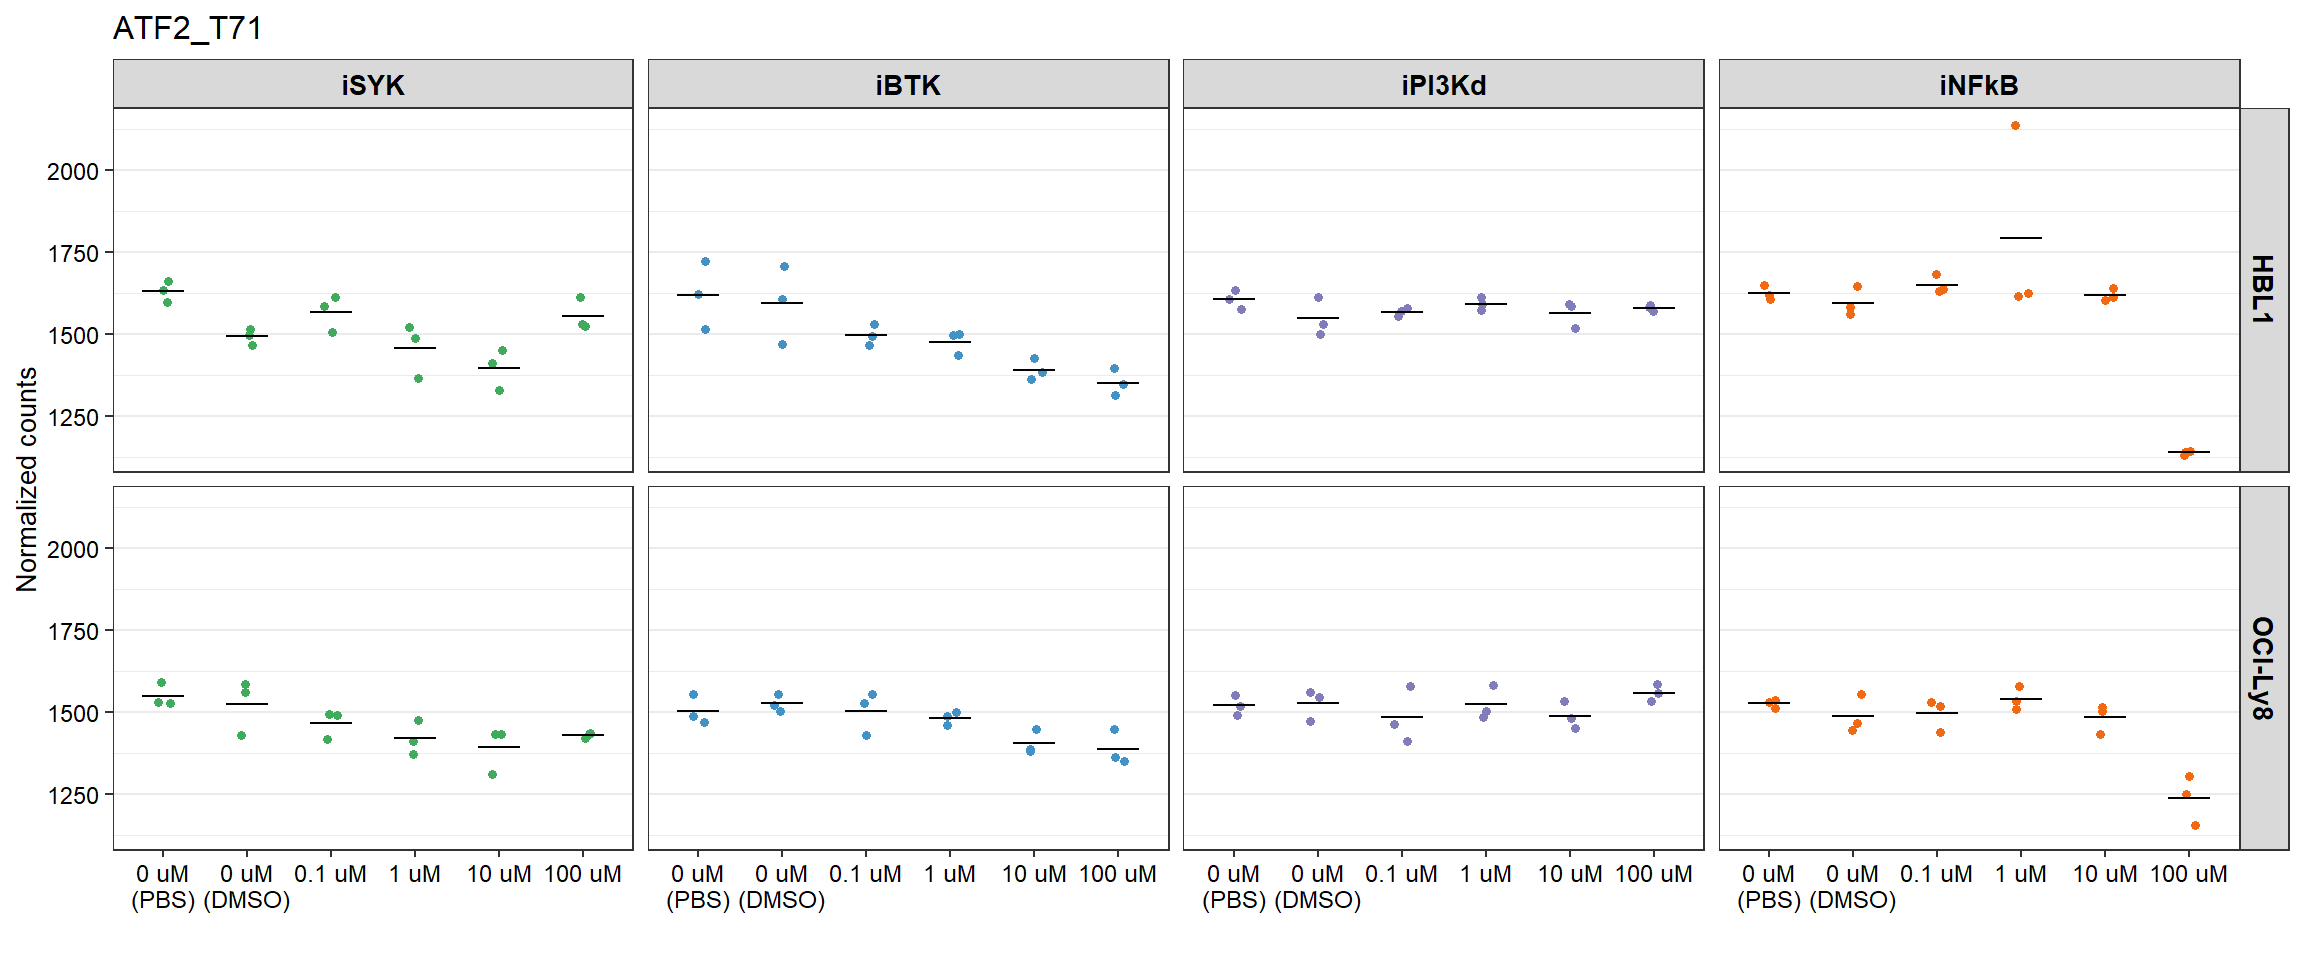 ATF2_T71
iSYK
iBTK
iPI3Kd
iNFkB
Normalized counts
2000
1750
1500
1250
HBL1
2000
1750
1500
1250
OCI-Ly8
0 uM (PBS)
0 uM (DMSO)
0.1 uM
1 uM
10 uM
100 uM
0 uM (PBS)
0 uM (DMSO)
0.1 uM
1 uM
10 uM
100 uM
0 uM (PBS)
0 uM (DMSO)
0.1 uM
1 uM
10 uM
100 uM
0 uM (PBS)
0 uM (DMSO)
0.1 uM
1 uM
10 uM
100 uM